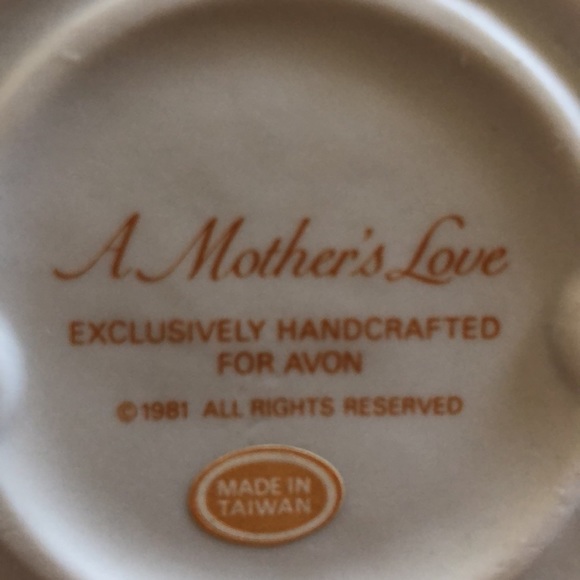 A Mother's Love
EXCLUSIVELY HANDCRAFTED
FOR AVON
©1981 ALL RIGHTS RESERVED
MADE IN
TAIWAN